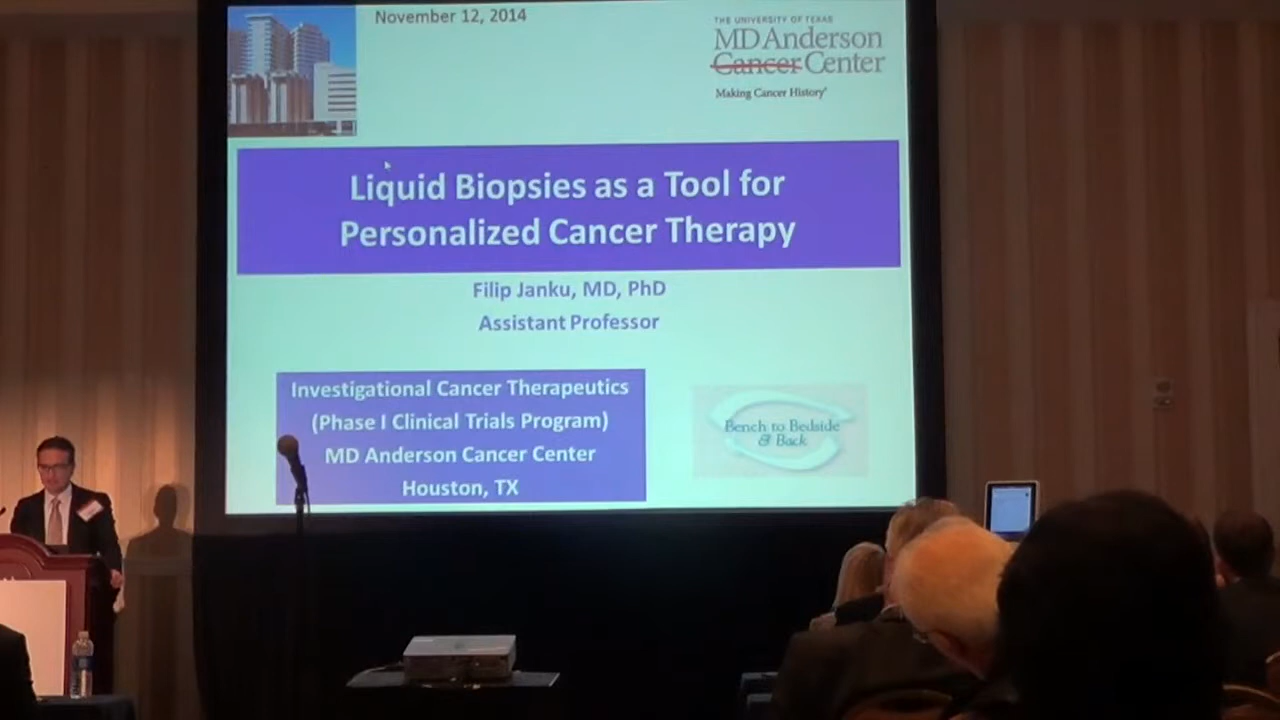 November 12, 2014
THE UNIVERSITY OF TEXAS
MD Anderson
Cancer Center
Making Cancer History®
Liquid Biopsies as a Tool for
Personalized Cancer Therapy
Filip Janku, MD, PhD
Assistant Professor
Investigational Cancer Therapeutics
(Phase I Clinical Trials Program)
MD Anderson Cancer Center
Houston, TX
Bench to Bedside
& Back